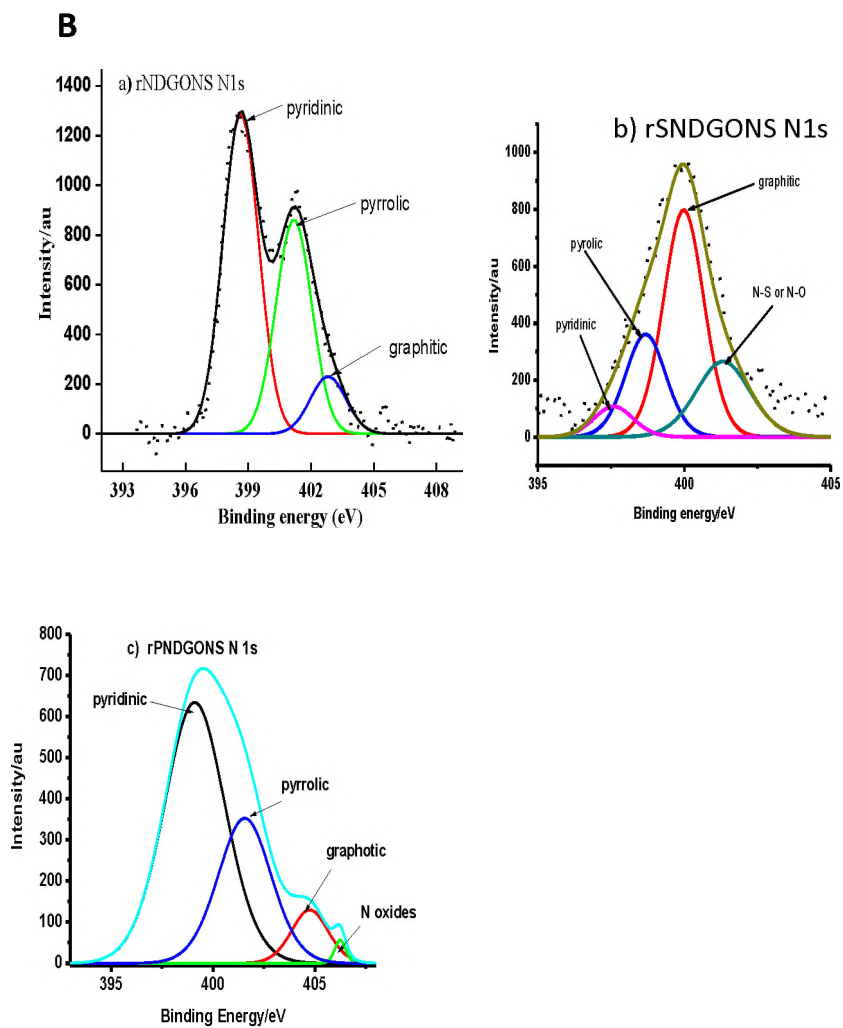 B
a) rNDGONS N1s
1400
1200
1000
800
600
400
200
0
Intensity/au
pyridinic
pyrrolic
graphitic
393 396 399 402 405 408
Binding energy (eV)
b) rSNDGONS N1s
1000
800
600
400
200
0
Intensity/au
graphitic
pyrolic
N-S or N-O
pyridinic
395 400 405
Binding energy/eV
c) rPNDGONS N 1s
800
700
600
500
400
300
200
100
0
Intensity/au
pyridinic
pyrrolic
graphotic
N oxides
395 400 405
Binding Energy/eV